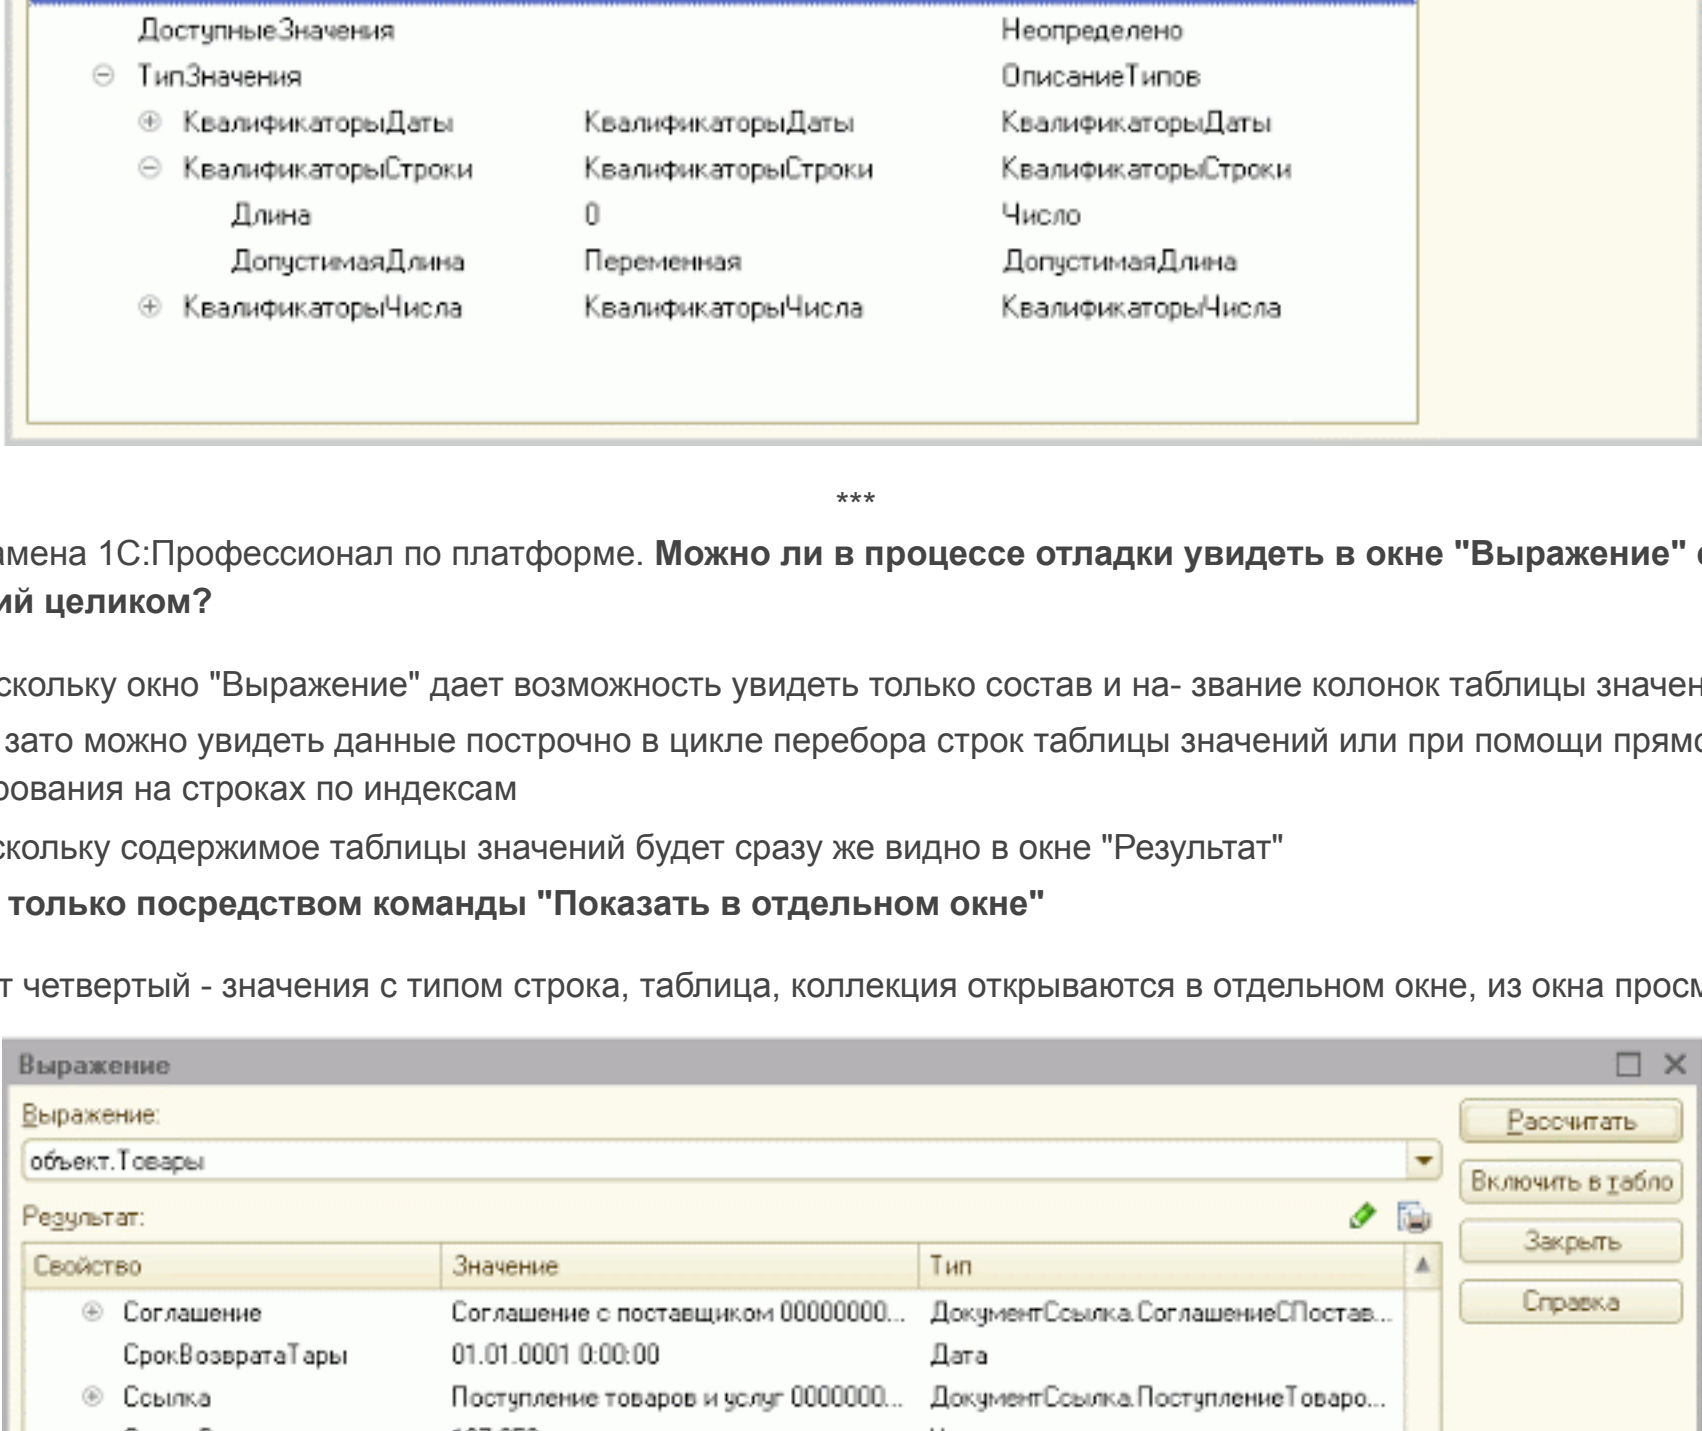 ДоступныеЗначения Неопределено
ТипЗначения ОписаниеТипов
КвалификаторыДаты КвалификаторыДаты КвалификаторыДаты
КвалификаторыСтроки КвалификаторыСтроки КвалификаторыСтроки
Длина 0 Число
ДопустимаяДлина Переменная ДопустимаяДлина
КвалификаторыЧисла КвалификаторыЧисла КвалификаторыЧисла
***
амена 1С:Профессионал по платформе. Можно ли в процессе отладки увидеть в окне "Выражение"
ий целиком?
скольку окно "Выражение" дает возможность увидеть только состав и на- звание колонок таблицы значен
зато можно увидеть данные построчно в цикле перебора строк таблицы значений или при помощи прямо
рования на строках по индексам
скольку содержимое таблицы значений будет сразу же видно в окне "Результат"
только посредством команды "Показать в отдельном окне"
т четвертый - значения с типом строка, таблица, коллекция открываются в отдельном окне, из окна просм
Выражение
Выражение:
объект.Товары
Результат:
Свойство Значение Тип
Соглашение Соглашение с поставщиком 00000000... ДокументСсылка.СоглашениеСПостав...
СрокВозвратаТары 01.01.0001 0:00:00 Дата
Ссылка Поступление товаров и услуг 0000000... ДокументСсылка.ПоступлениеТоваро...
Рассчитать
Включить в табло
Закрыть
Справка